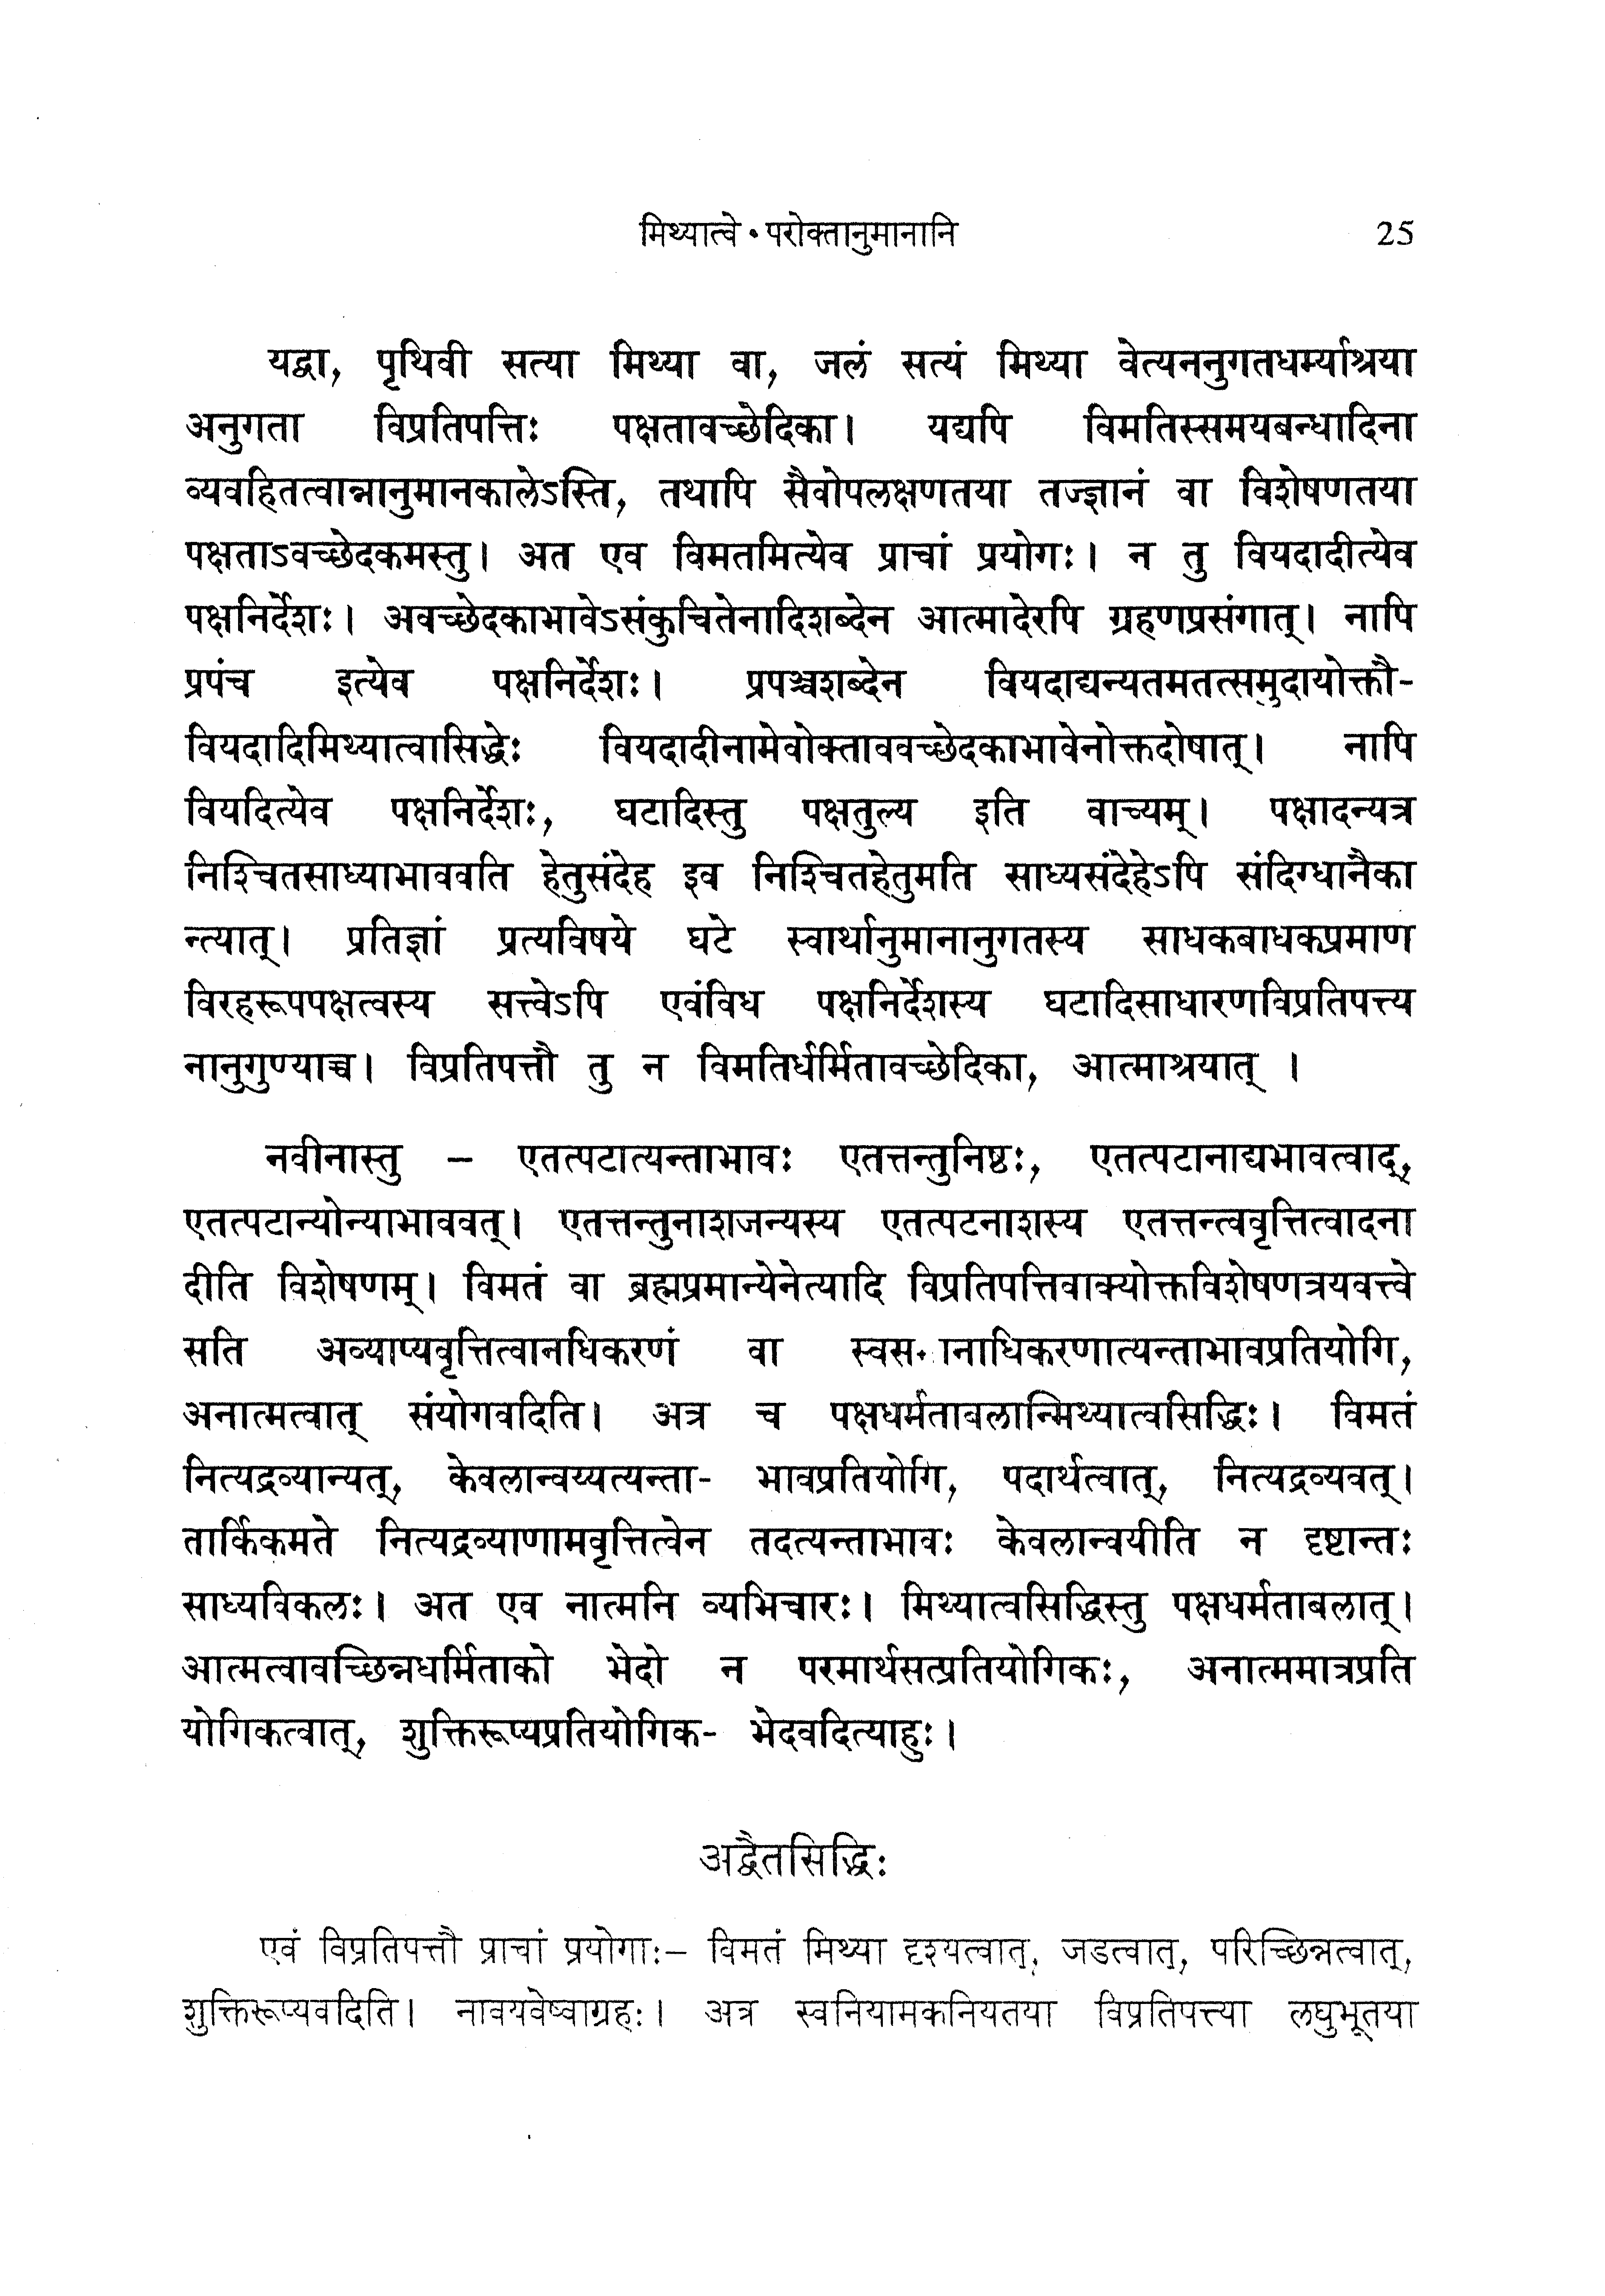 मिथ्यात्वे · परोक्तानुमानानि 25
यद्वा, पृथिवी सत्या मिथ्या वा, जलं सत्यं मिथ्या वेत्यननुगतधर्म्याश्रया
अनुगता विप्रतिपत्तिः पक्षतावच्छेदिका। यद्यपि विमतिस्समयबन्धादिना
व्यवहितत्वान्नानुमानकालेऽस्ति, तथापि सैवोपलक्षणतया तज्ज्ञानं वा विशेषणतया
पक्षताऽवच्छेदकमस्तु। अत एव विमतमित्येव प्राचां प्रयोगः। न तु वियदादीत्येव
पक्षनिर्देशः। अवच्छेदकाभावेऽसंकुचितेनादिशब्देन आत्मादेरपि ग्रहणप्रसंगात्। नापि
प्रपंच इत्येव पक्षनिर्देशः। प्रपञ्चशब्देन वियदाद्यन्यतमतत्समुदायोक्तौ-
वियदादिमिथ्यात्वासिद्धेः वियदादीनामेवोक्ताववच्छेदकाभावेनोक्तदोषात्। नापि
वियदित्येव पक्षनिर्देशः, घटादिस्तु पक्षतुल्य इति वाच्यम्। पक्षादन्यत्र
निश्चितसाध्याभाववति हेतुसंदेह इव निश्चितहेतुमति साध्यसंदेहेऽपि संदिग्धानैका
न्त्यात्। प्रतिज्ञां प्रत्यविषये घटे स्वार्थानुमानानुगतस्य साधकबाधकप्रमाण
विरहरूपपक्षत्वस्य सत्त्वेऽपि एवंविध पक्षनिर्देशस्य घटादिसाधारणविप्रतिपत्त्य
नानुगुण्याच्च। विप्रतिपत्तौ तु न विमतिर्धर्मितावच्छेदिका, आत्माश्रयात् ।
नवीनास्तु – एतत्पटात्यन्ताभावः एतत्तन्तुनिष्ठः, एतत्पटानाद्यभावत्वाद्,
एतत्पटान्योन्याभाववत्। एतत्तन्तुनाशजन्यस्य एतत्पटनाशस्य एतत्तन्त्ववृत्तित्वादना
दीति विशेषणम्। विमतं वा ब्रह्मप्रमान्येनेत्यादि विप्रतिपत्तिवाक्योक्तविशेषणत्रयवत्त्वे
सति अव्याप्यवृत्तित्वानधिकरणं वा
अनात्मत्वात् संयोगवदिति। अत्र च पक्षधर्मताबलान्मिथ्यात्वसिद्धिः। विमतं
नित्यद्रव्यान्यत्, केवलान्वय्यत्यन्ता- भावप्रतियोगि, पदार्थत्वात्, नित्यद्रव्यवत्।
तार्किकमते नित्यद्रव्याणामवृत्तित्वेन तदत्यन्ताभावः केवलान्वयीति न दृष्टान्तः
साध्यविकलः। अत एव नात्मनि व्यभिचारः। मिथ्यात्वसिद्धिस्तु पक्षधर्मताबलात्।
आत्मत्वावच्छिन्नधर्मिताको भेदो न परमार्थसत्प्रतियोगिकः, अनात्ममात्रप्रति
योगिकत्वात्, शुक्तिरूप्यप्रतियोगिक- भेदवदित्याहुः।
अद्वैतसिद्धिः
एवं विप्रतिपत्तौ प्राचां प्रयोगाः– विमतं मिथ्या दृश्यत्वात्, जडत्वात्, परिच्छिन्नत्वात्,
शुक्तिरूप्यवदिति। नावयवेष्वाग्रहः। अत्र स्वनियामकनियतया विप्रतिपत्त्या लघुभूतया